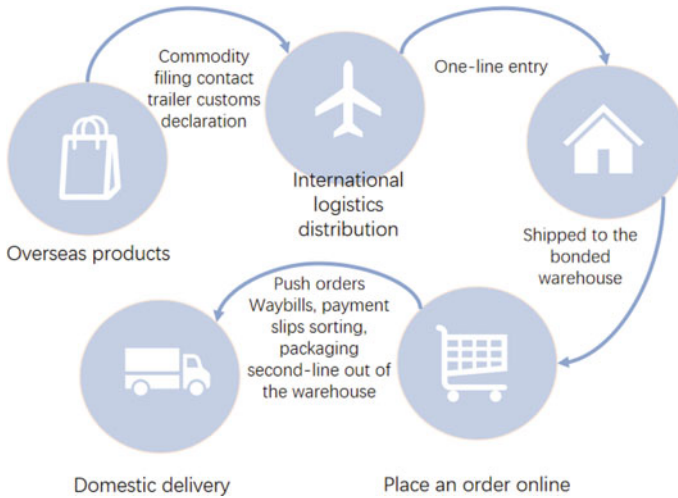 Commodity
filing contact
trailer customs
declaration
One-line entry
Overseas products
International
logistics
distribution
Shipped to the
bonded
warehouse
Push orders
Waybills, payment
slips sorting,
packaging
second-line out of
the warehouse
Domestic delivery
Place an order online